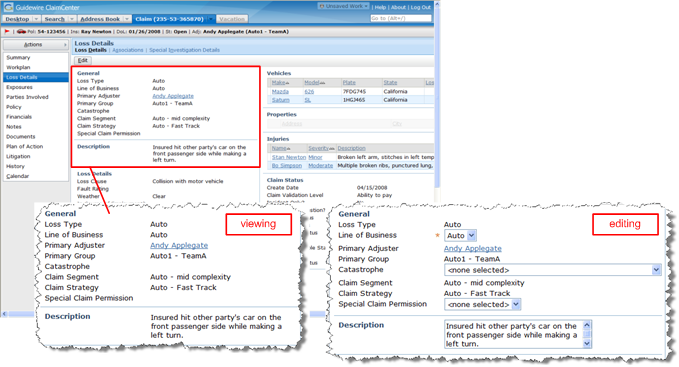 Guidewire ClaimCenter
Unsaved Work | Help | About | Log Out
Desktop Search Address Book Claim (235-53-365870) Vacation Go to (Alt+/)
Pol: 54-123456 | Ins: Ray Newton | DoL: 01/26/2008 | St: Open | Adj: Andy Applegate (Auto1 - TeamA)
Actions
Summary
Workplan
Loss Details
Exposures
Parties Involved
Policy
Financials
Notes
Documents
Plan of Action
Litigation
History
Calendar
Loss Details
Loss Details | Associations | Special Investigation Details
Edit
General
Loss Type Auto
Line of Business Auto
Primary Adjuster Andy Applegate
Primary Group Auto1 - TeamA
Catastrophe
Claim Segment Auto - mid complexity
Claim Strategy Auto - Fast Track
Special Claim Permission
Description Insured hit other party's car on the
front passenger side while making a
left turn.
Loss Details
Loss Cause Collision with motor vehicle
Fault Rating
Weather Clear
Vehicles
Make Model Plate State Los
Mazda 626 7FDG745 California
Saturn SL 1HGJ465 California
Properties
Injuries
Name Severity Description
Stan Newton Minor Broken left arm, stitches in left temp
Bo Simpson Moderate Multiple broken ribs, punctured lung,
Claim Status
Create Date 04/15/2008
Claim Validation Level Ability to pay
viewing
General
Loss Type Auto
Line of Business Auto
Primary Adjuster Andy Applegate
Primary Group Auto1 - TeamA
Catastrophe
Claim Segment Auto - mid complexity
Claim Strategy Auto - Fast Track
Special Claim Permission
Description Insured hit other party's car on the
front passenger side while making a
left turn.
editing
General
Loss Type Auto
Line of Business * Auto
Primary Adjuster Andy Applegate
Primary Group Auto1 - TeamA
Catastrophe <none selected>
Claim Segment Auto - mid complexity
Claim Strategy Auto - Fast Track
Special Claim Permission <none selected>
Description Insured hit other party's car on the
front passenger side while making a
left turn.